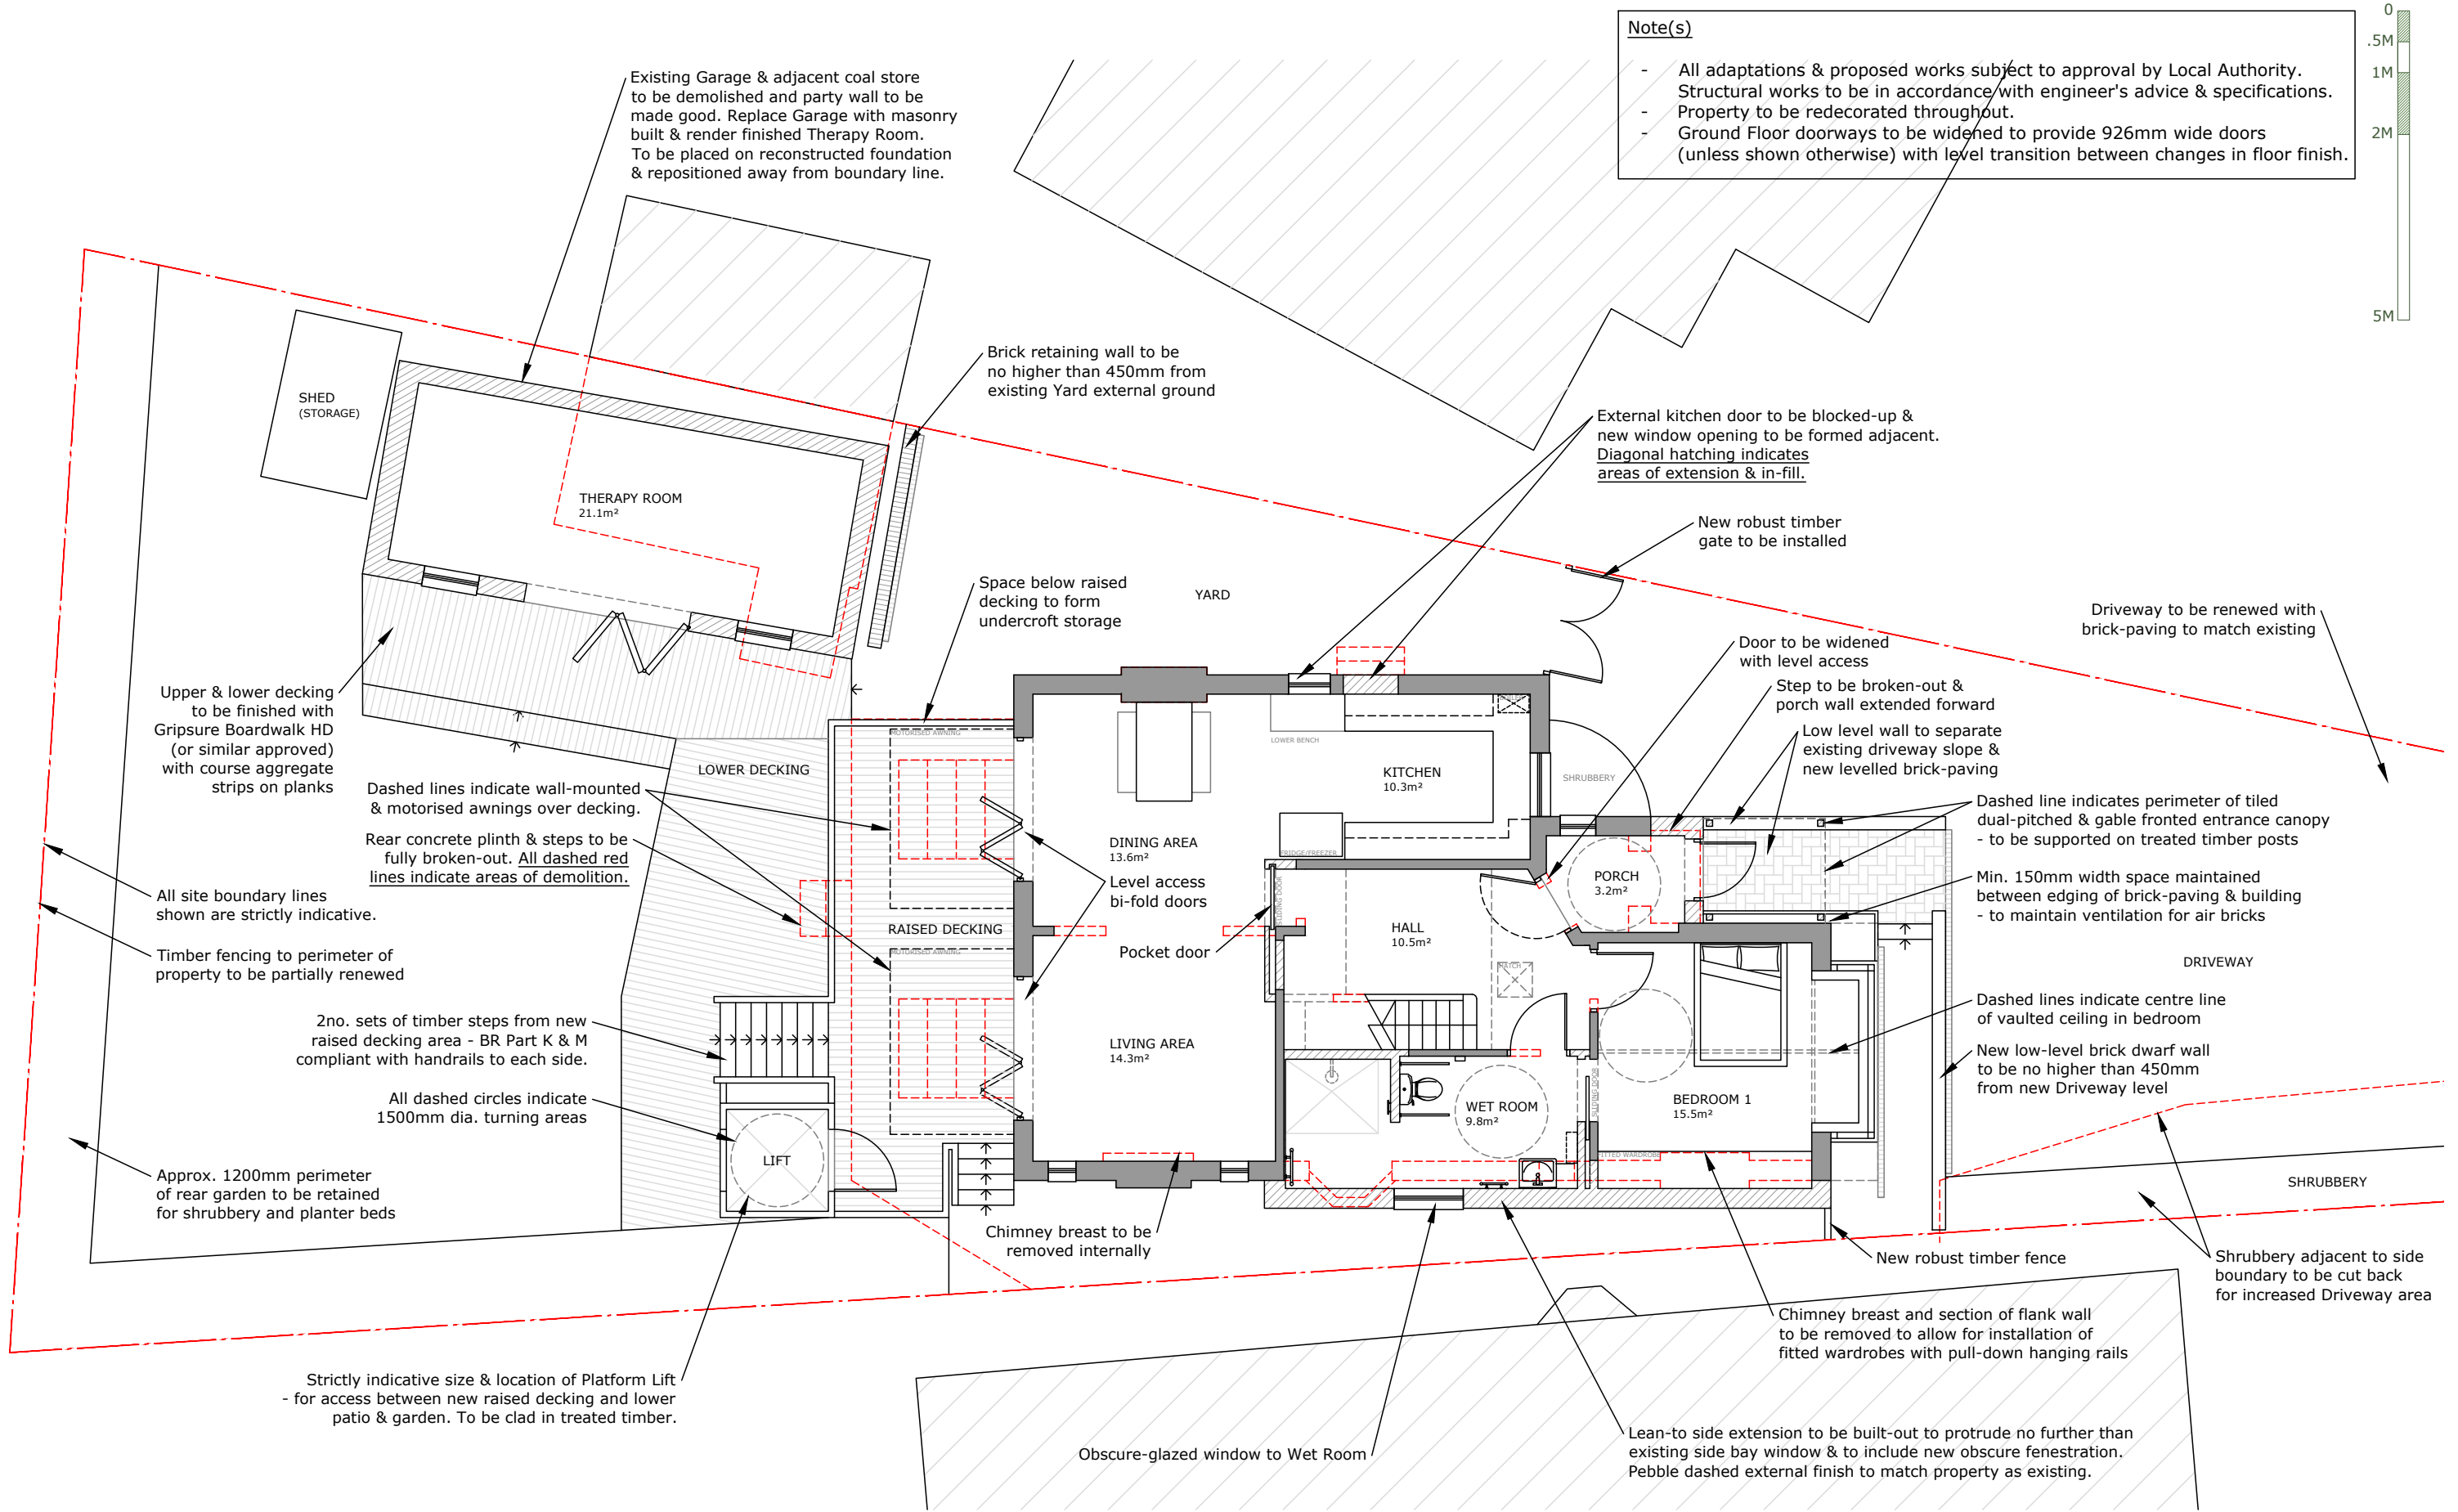 Note(s)
- All adaptations & proposed works subject to approval by Local Authority.
Structural works to be in accordance with engineer's advice & specifications.
- Property to be redecorated throughout.
- Ground Floor doorways to be widened to provide 926mm wide doors
(unless shown otherwise) with level transition between changes in floor finish.
0
.5M
1M
2M
5M
Existing Garage & adjacent coal store
to be demolished and party wall to be
made good. Replace Garage with masonry
built & render finished Therapy Room.
To be placed on reconstructed foundation
& repositioned away from boundary line.
Brick retaining wall to be
no higher than 450mm from
existing Yard external ground
SHED
(STORAGE)
External kitchen door to be blocked-up &
new window opening to be formed adjacent.
Diagonal hatching indicates
areas of extension & in-fill.
THERAPY ROOM
21.1m²
New robust timber
gate to be installed
Space below raised
decking to form
undercroft storage
YARD
Driveway to be renewed with
brick-paving to match existing
Door to be widened
with level access
Step to be broken-out &
porch wall extended forward
Low level wall to separate
existing driveway slope &
new levelled brick-paving
Upper & lower decking
to be finished with
Gripsure Boardwalk HD
(or similar approved)
with course aggregate
strips on planks
MOTORISED AWNING
LOWER BENCH
LOWER DECKING
KITCHEN
10.3m²
SHRUBBERY
Dashed lines indicate wall-mounted
& motorised awnings over decking.
Dashed line indicates perimeter of tiled
dual-pitched & gable fronted entrance canopy
- to be supported on treated timber posts
Rear concrete plinth & steps to be
fully broken-out. All dashed red
lines indicate areas of demolition.
DINING AREA
13.6m²
FRIDGE/FREEZER
Level access
bi-fold doors
SLIDING DOOR
PORCH
3.2m²
Min. 150mm width space maintained
between edging of brick-paving & building
- to maintain ventilation for air bricks
All site boundary lines
shown are strictly indicative.
RAISED DECKING
HALL
10.5m²
Timber fencing to perimeter of
property to be partially renewed
MOTORISED AWNING
Pocket door
HATCH
DRIVEWAY
Dashed lines indicate centre line
of vaulted ceiling in bedroom
2no. sets of timber steps from new
raised decking area - BR Part K & M
compliant with handrails to each side.
LIVING AREA
14.3m²
New low-level brick dwarf wall
to be no higher than 450mm
from new Driveway level
All dashed circles indicate
1500mm dia. turning areas
WET ROOM
9.8m²
SLIDING DOOR
BEDROOM 1
15.5m²
LIFT
FITTED WARDROBE
Approx. 1200mm perimeter
of rear garden to be retained
for shrubbery and planter beds
SHRUBBERY
Chimney breast to be
removed internally
New robust timber fence
Shrubbery adjacent to side
boundary to be cut back
for increased Driveway area
Chimney breast and section of flank wall
to be removed to allow for installation of
fitted wardrobes with pull-down hanging rails
Strictly indicative size & location of Platform Lift
- for access between new raised decking and lower
patio & garden. To be clad in treated timber.
Obscure-glazed window to Wet Room
Lean-to side extension to be built-out to protrude no further than
existing side bay window & to include new obscure fenestration.
Pebble dashed external finish to match property as existing.